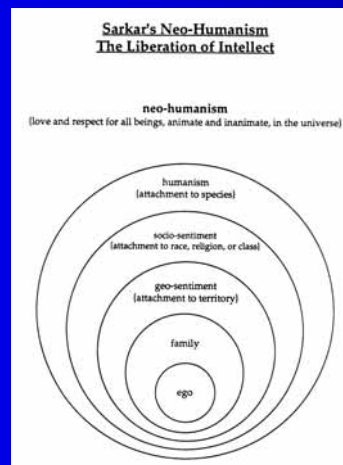 Sarkar's Neo-Humanism
The Liberation of Intellect
neo-humanism
(love and respect for all beings, animate and inanimate, in the universe)
humanism
(attachment to species)
socio-sentiment
(attachment to race, religion, or class)
geo-sentiment
(attachment to territory)
family
ego